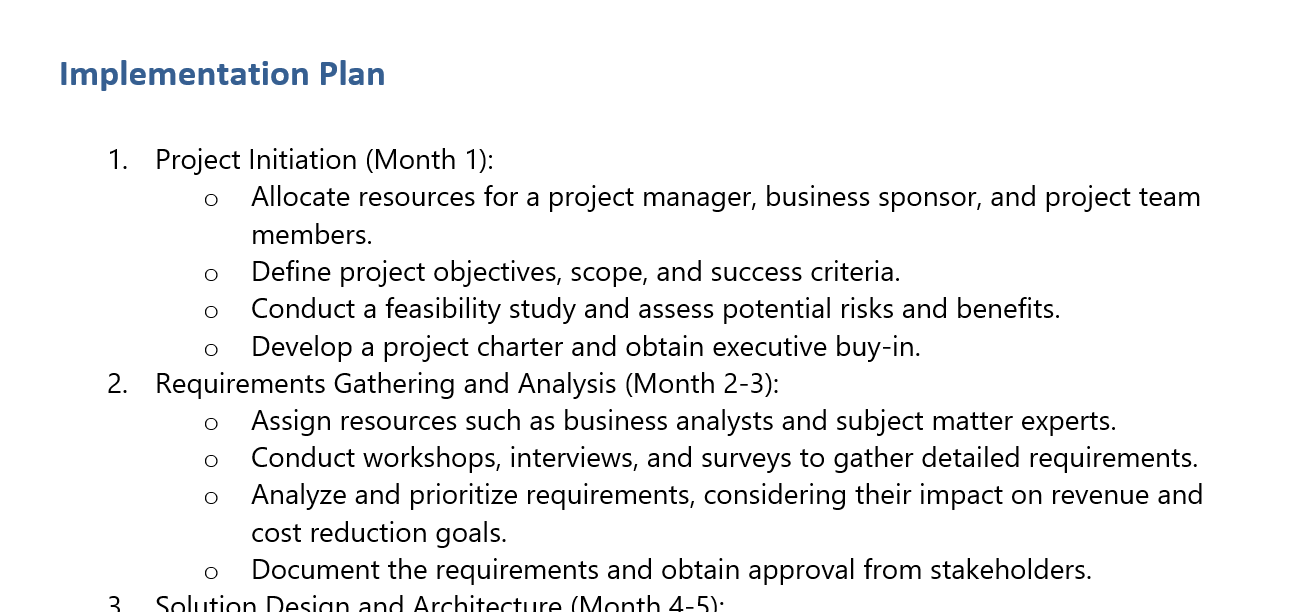 Implementation Plan
1. Project Initiation (Month 1):
o Allocate resources for a project manager, business sponsor, and project team
members.
o Define project objectives, scope, and success criteria.
o Conduct a feasibility study and assess potential risks and benefits.
o Develop a project charter and obtain executive buy-in.
2. Requirements Gathering and Analysis (Month 2-3):
o Assign resources such as business analysts and subject matter experts.
o Conduct workshops, interviews, and surveys to gather detailed requirements.
o Analyze and prioritize requirements, considering their impact on revenue and
cost reduction goals.
o Document the requirements and obtain approval from stakeholders.
3. Solution Design and Architecture (Month 4-5):